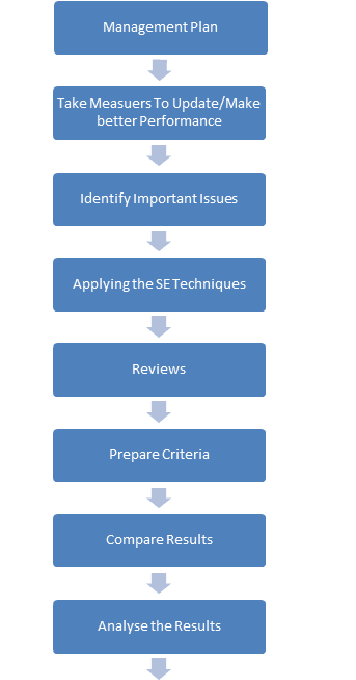 Management Plan
Take Measuers To Update/Make
better Performance
Identify Important Issues
Applying the SE Techniques
Reviews
Prepare Criteria
Compare Results
Analyse the Results